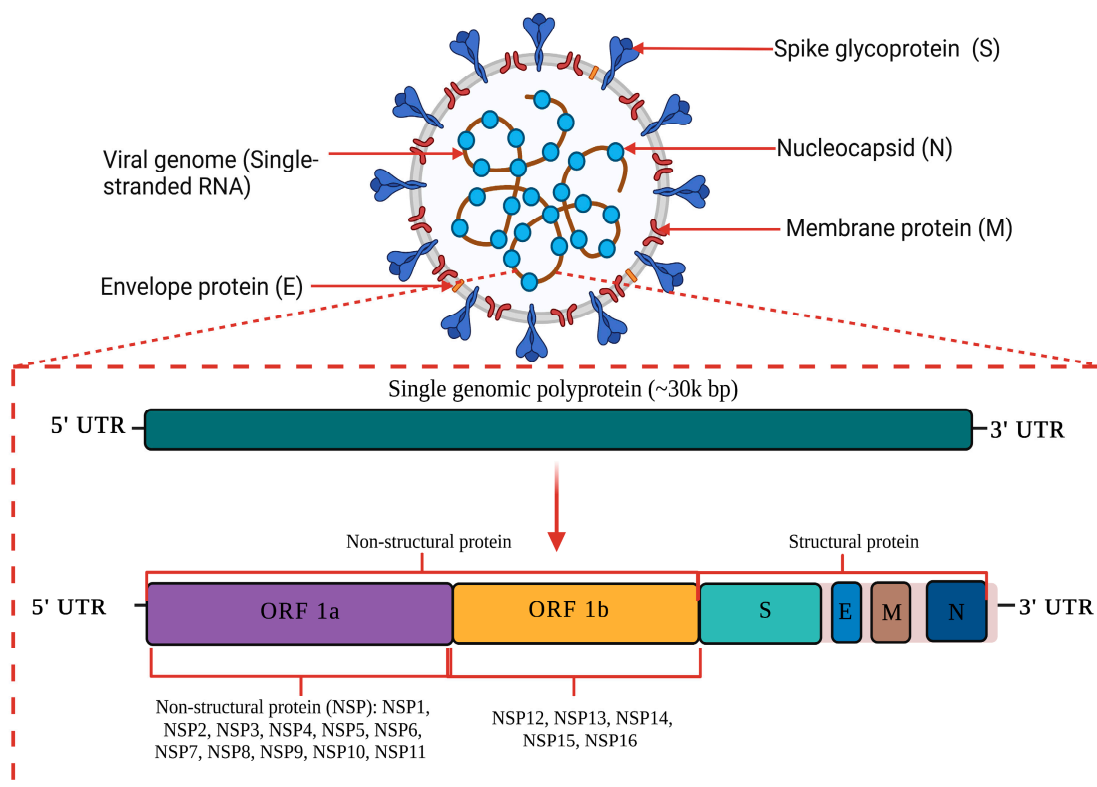 Spike glycoprotein (S)
Viral genome (Single-
stranded RNA)
Nucleocapsid (N)
Membrane protein (M)
Envelope protein (E)
Single genomic polyprotein (~30k bp)
5' UTR
3' UTR
Non-structural protein
Structural protein
5' UTR
ORF 1a
ORF 1b
S
E
M
N
3' UTR
Non-structural protein (NSP): NSP1,
NSP2, NSP3, NSP4, NSP5, NSP6,
NSP7, NSP8, NSP9, NSP10, NSP11
NSP12, NSP13, NSP14,
NSP15, NSP16